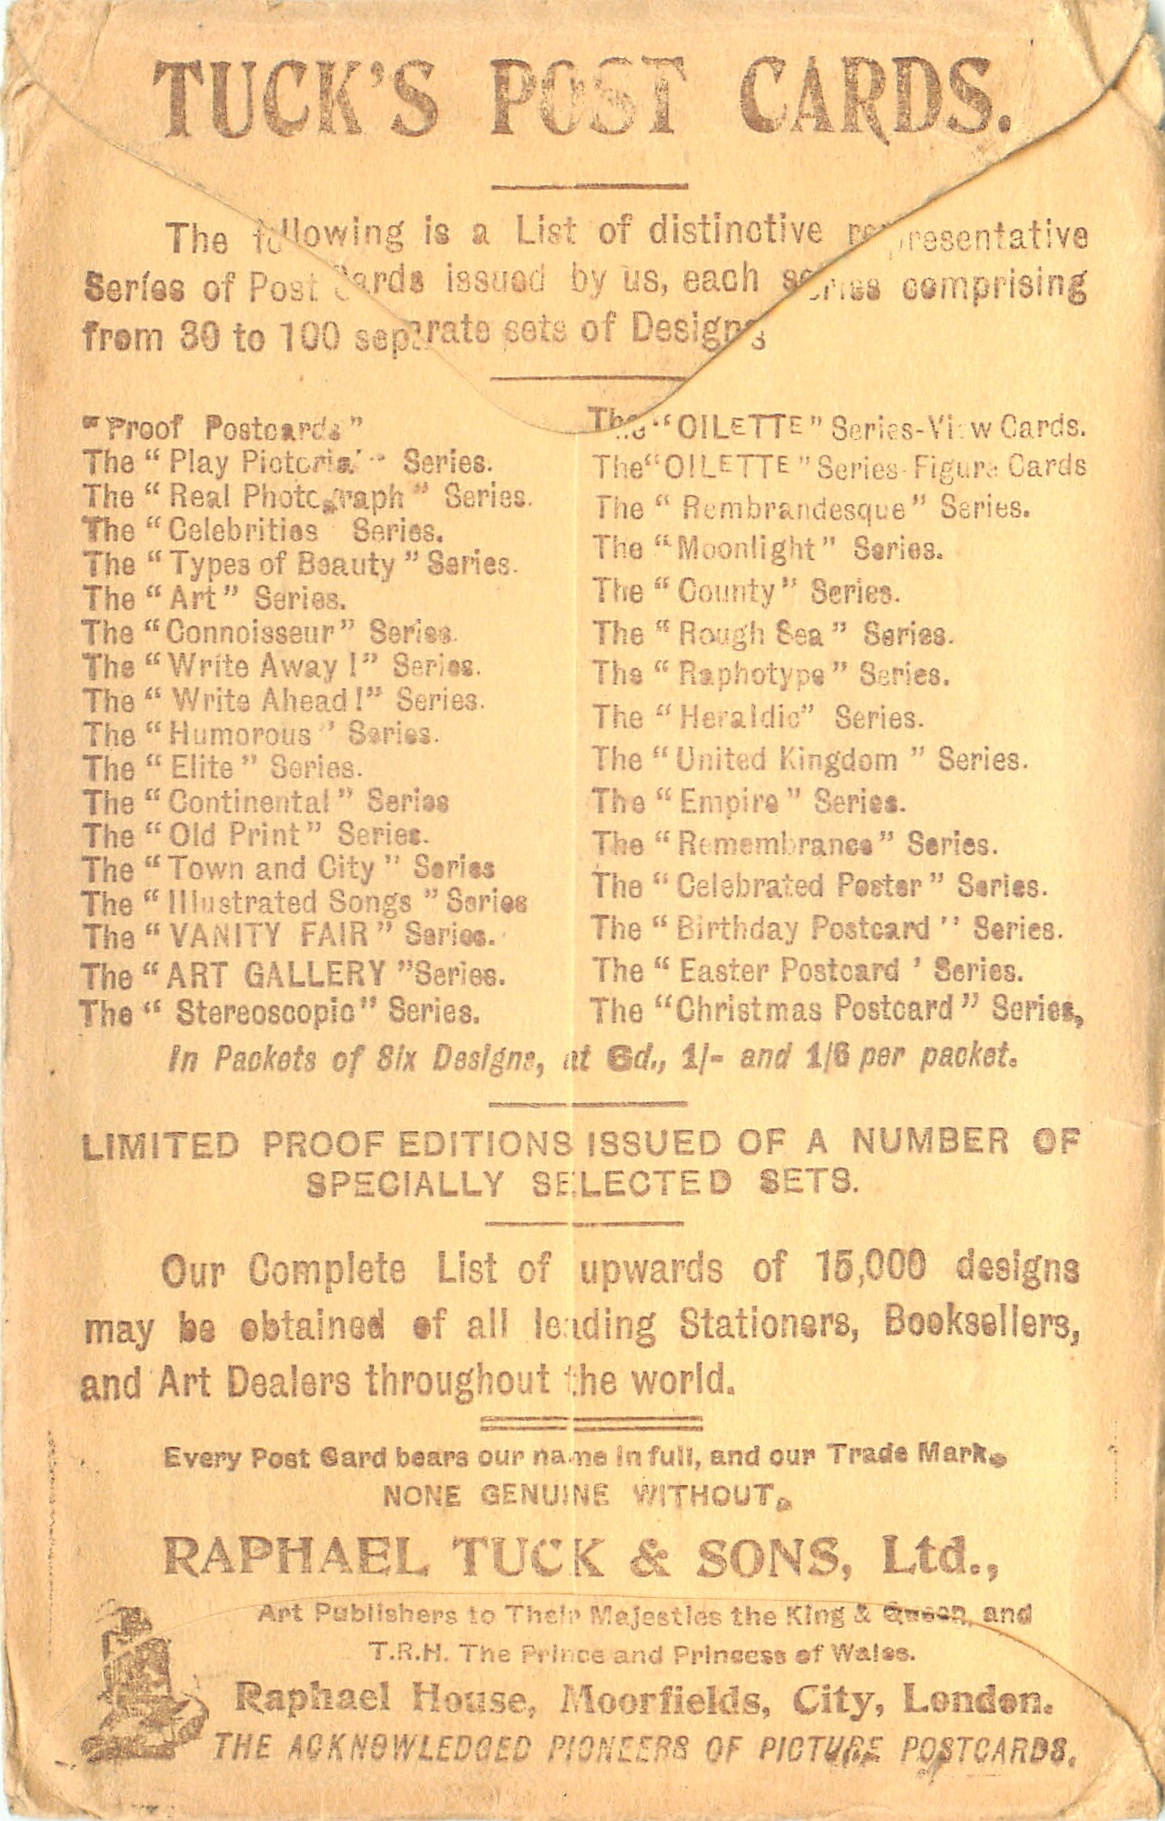 TUCK'S POST CARDS.
The following is a List of distinctive representative
Series of Post Cards issued by us, each series comprising
from 30 to 100 separate sets of Designs
"Proof Postcards"
The "Play Pictorial" Series.
The "Real Photograph" Series.
The "Celebrities Series.
The "Types of Beauty" Series.
The "Art" Series.
The "Connoisseur" Series.
The "Write Away!" Series.
The "Write Ahead!" Series.
The "Humorous" Series.
The "Elite" Series.
The "Continental" Series
The "Old Print" Series.
The "Town and City" Series
The "Illustrated Songs" Series
The "VANITY FAIR" Series.
The "ART GALLERY" Series.
The "Stereoscopic" Series.
The "OILETTE" Series-View Cards.
The "OILETTE" Series-Figure Cards
The "Rembrandesque" Series.
The "Moonlight" Series.
The "County" Series.
The "Rough Sea" Series.
The "Raphotype" Series.
The "Heraldic" Series.
The "United Kingdom" Series.
The "Empire" Series.
The "Remembrance" Series.
The "Celebrated Poster" Series.
The "Birthday Postcard" Series.
The "Easter Postcard' Series.
The "Christmas Postcard" Series,
In Packets of Six Designs, at 6d., 1/- and 1/6 per packet.
LIMITED PROOF EDITIONS ISSUED OF A NUMBER OF
SPECIALLY SELECTED SETS.
Our Complete List of upwards of 15,000 designs
may be obtained of all leading Stationers, Booksellers,
and Art Dealers throughout the world.
Every Post Card bears our name in full, and our Trade Mark.
NONE GENUINE WITHOUT.
RAPHAEL TUCK & SONS, Ltd.,
Art Publishers to Their Majesties the King & Queen, and
T.R.H. The Prince and Princess of Wales.
Raphael House, Moorfields, City, London.
THE ACKNOWLEDGED PIONEERS OF PICTURE POSTCARDS.